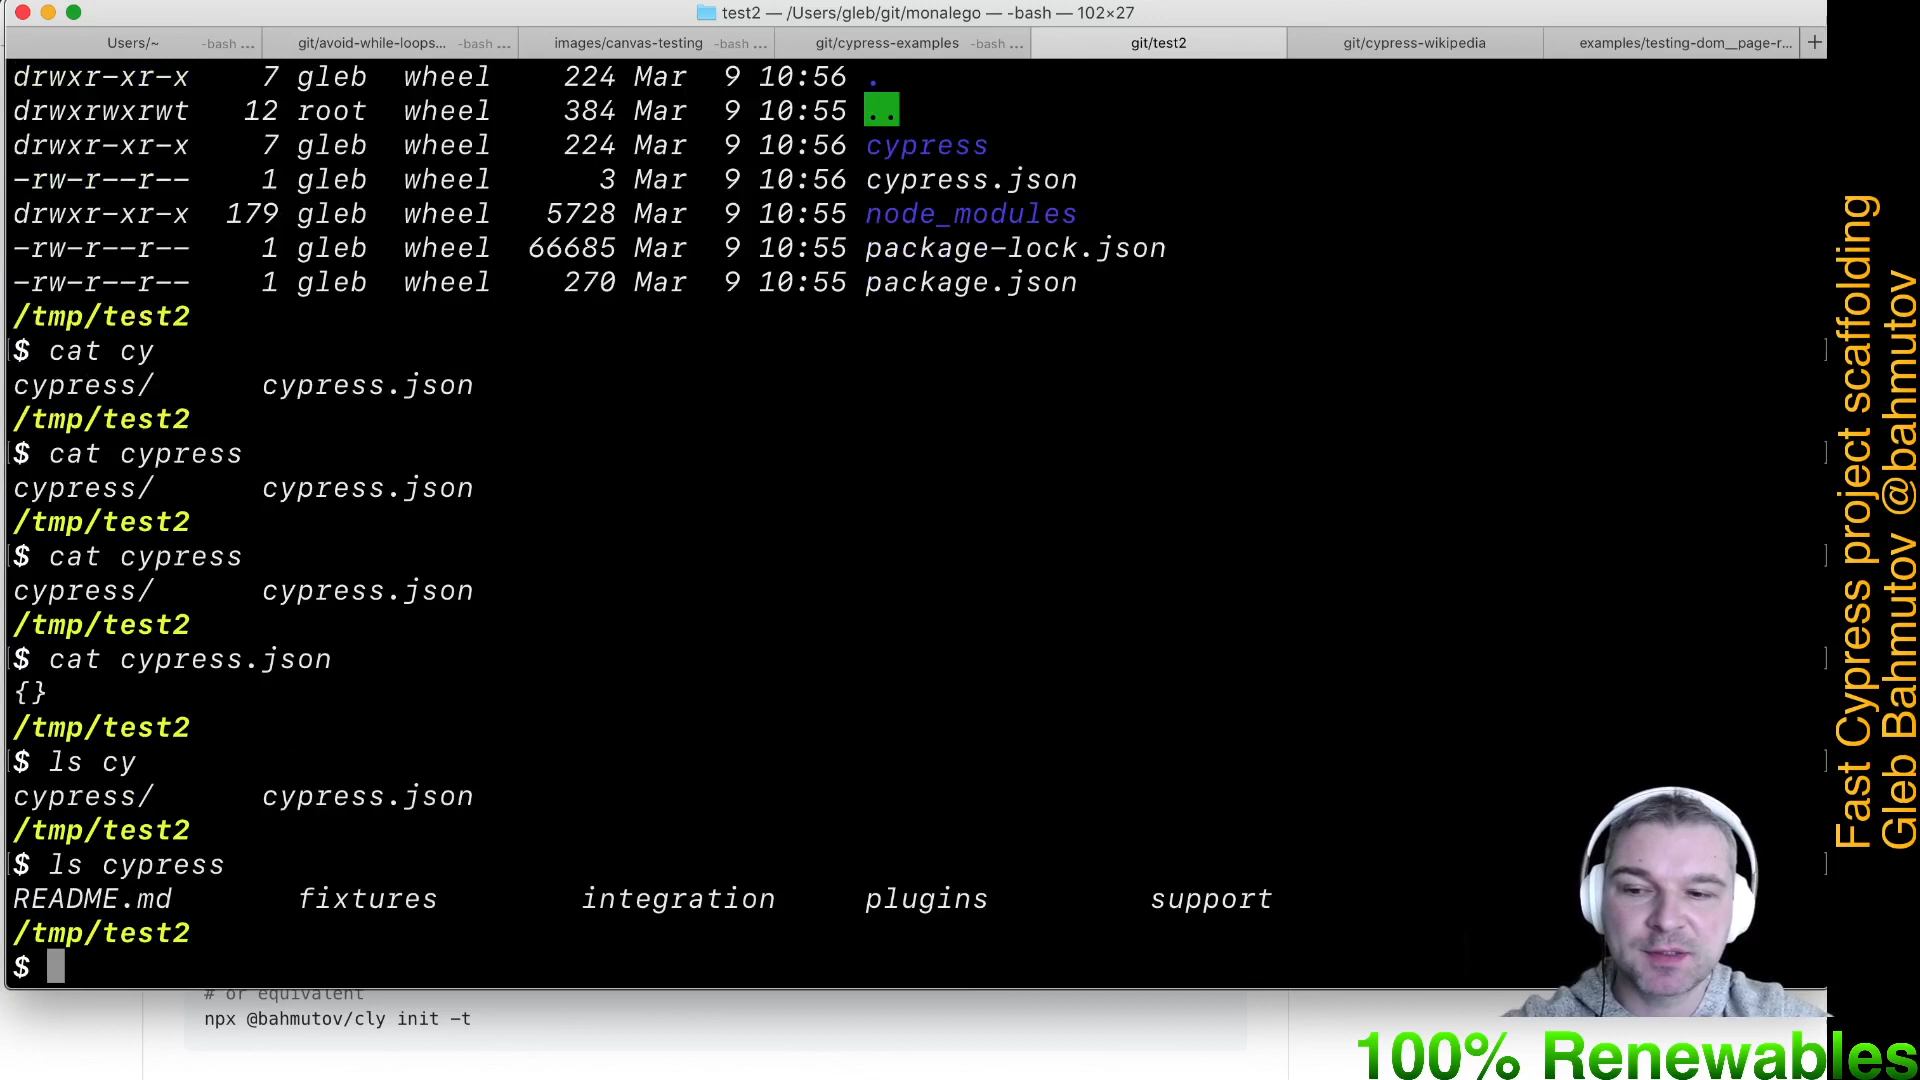 test2 — /Users/gleb/git/monalego — -bash — 102×27
Users/~ -bash ... git/avoid-while-loops... -bash ... images/canvas-testing -bash ... git/cypress-examples -bash ... git/test2 git/cypress-wikipedia examples/testing-dom__page-r... +
drwxr-xr-x 7 gleb wheel 224 Mar 9 10:56 .
drwxrwxrwt 12 root wheel 384 Mar 9 10:55 ..
drwxr-xr-x 7 gleb wheel 224 Mar 9 10:56 cypress
-rw-r--r-- 1 gleb wheel 3 Mar 9 10:56 cypress.json
drwxr-xr-x 179 gleb wheel 5728 Mar 9 10:55 node_modules
-rw-r--r-- 1 gleb wheel 66685 Mar 9 10:55 package-lock.json
-rw-r--r-- 1 gleb wheel 270 Mar 9 10:55 package.json
/tmp/test2
$ cat cy
cypress/ cypress.json
/tmp/test2
$ cat cypress
cypress/ cypress.json
/tmp/test2
$ cat cypress
cypress/ cypress.json
/tmp/test2
$ cat cypress.json
{}
/tmp/test2
$ ls cy
cypress/ cypress.json
/tmp/test2
$ ls cypress
README.md fixtures integration plugins support
/tmp/test2
$
# or equivalent
npx @bahmutov/cly init -t
Fast Cypress project scaffolding
Gleb Bahmutov @bahmutov
100% Renewables